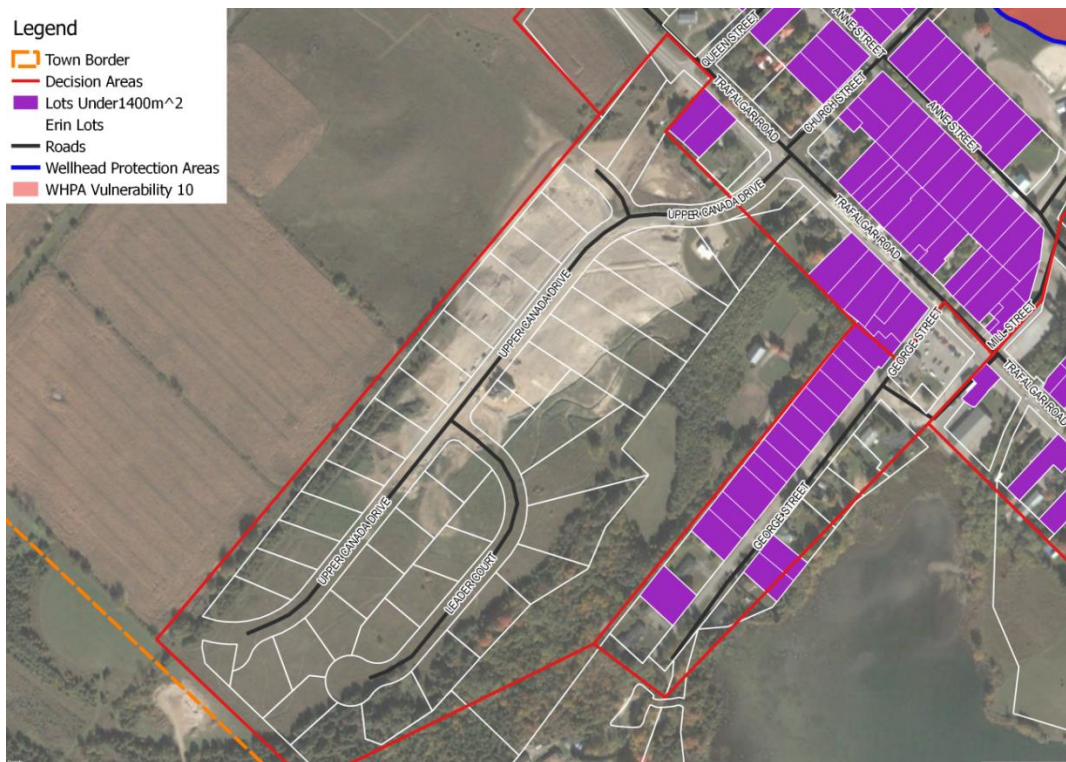 Legend
Town Border
Decision Areas
Lots Under1400m^2
Erin Lots
Roads
Wellhead Protection Areas
WHPA Vulnerability 10
QUEEN STREET
ANNE STREET
TRAFALGAR ROAD
CHURCH STREET
ANNE STREET
UPPER CANADA DRIVE
TRAFALGAR ROAD
UPPER CANADA DRIVE
GEORGE STREET
MILL STREET
TRAFALGAR ROAD
GEORGE STREET
UPPER CANADA DRIVE
LEADER COURT